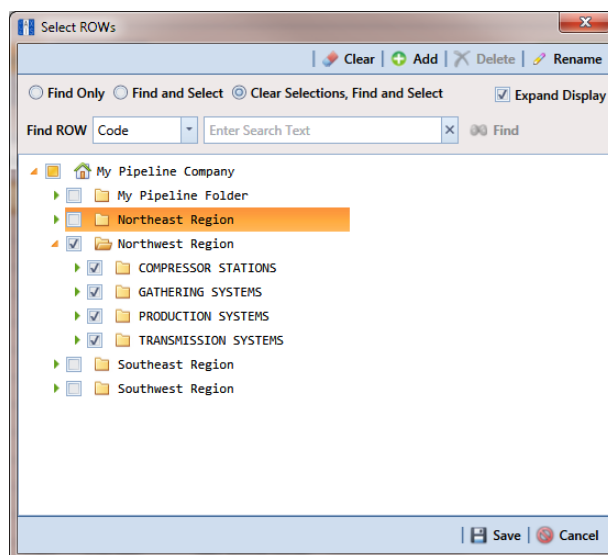 Select ROWs
Clear Add Delete Rename
Find Only Find and Select Clear Selections, Find and Select Expand Display
Find ROW Code Enter Search Text Find
My Pipeline Company
My Pipeline Folder
Northeast Region
Northwest Region
COMPRESSOR STATIONS
GATHERING SYSTEMS
PRODUCTION SYSTEMS
TRANSMISSION SYSTEMS
Southeast Region
Southwest Region
Save Cancel